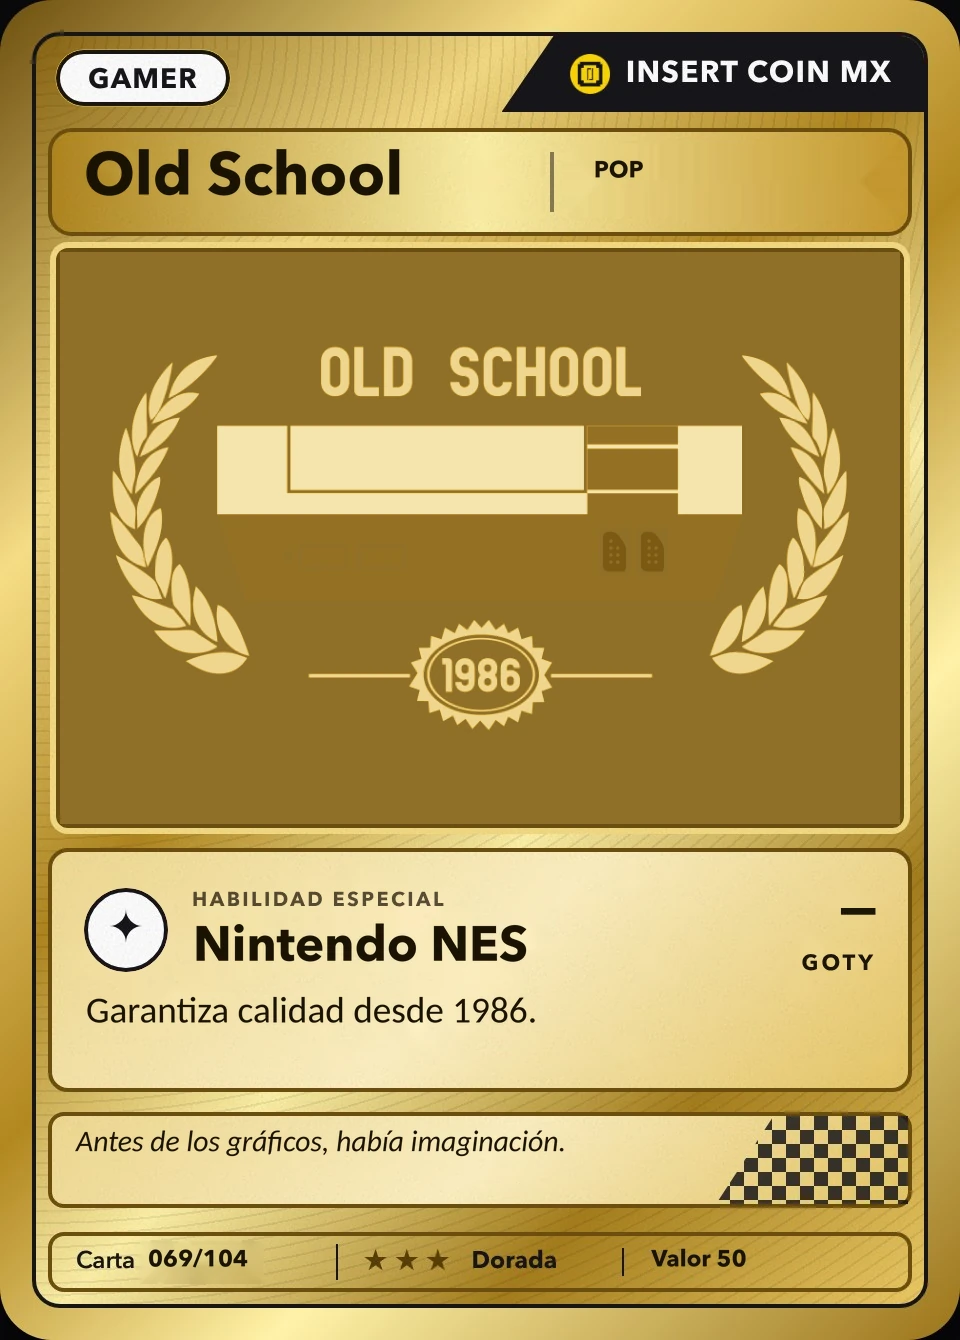 GAMER
INSERT COIN MX
Old School
POP
OLD SCHOOL
1986
HABILIDAD ESPECIAL
Nintendo NES
—
GOTY
Garantiza calidad desde 1986.
Antes de los gráficos, había imaginación.
Carta 069/104
★★★ Dorada
Valor 50